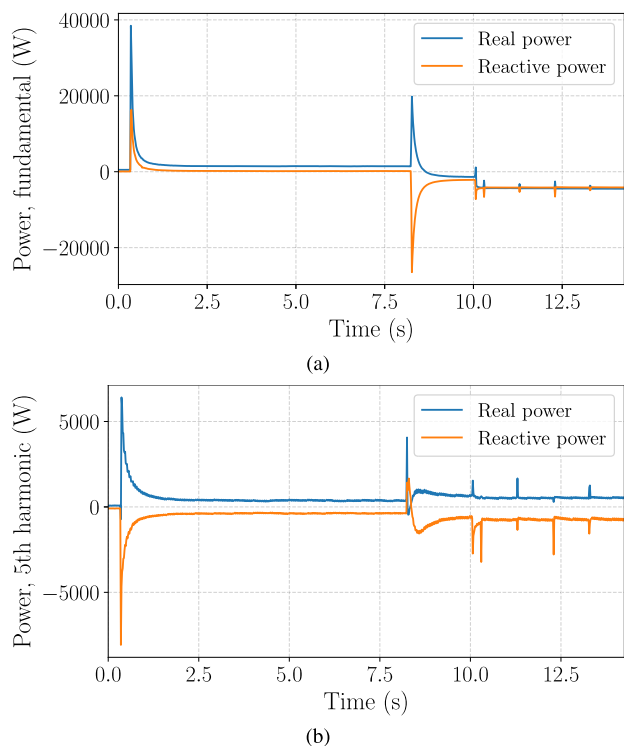 40000
20000
0
−20000
Power, fundamental (W)
Real power
Reactive power
0.0
2.5
5.0
7.5
10.0
12.5
Time (s)
(a)
5000
0
−5000
Power, 5th harmonic (W)
Real power
Reactive power
0.0
2.5
5.0
7.5
10.0
12.5
Time (s)
(b)